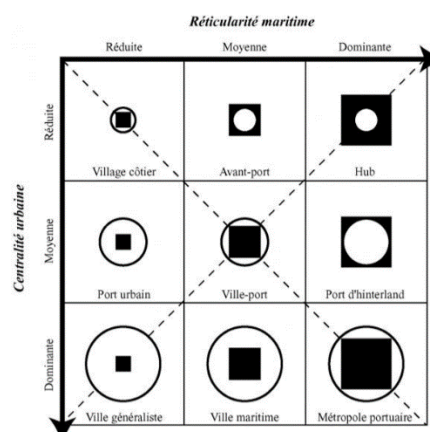 Réticularité maritime
Réduite Moyenne Dominante
Centralité urbaine
Réduite
Village côtier Avant-port Hub
Moyenne
Port urbain Ville-port Port d'hinterland
Dominante
Ville généraliste Ville maritime Métropole portuaire